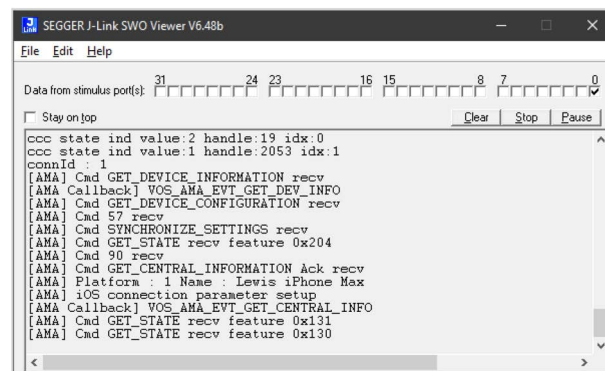 J
Link
SEGGER J-Link SWO Viewer V6.48b
File Edit Help
31 24 23 16 15 8 7 0
Data from stimulus port(s):
Stay on top
Clear Stop Pause
ccc state ind value:2 handle:19 idx:0
ccc state ind value:1 handle:2053 idx:1
connId : 1
[AMA] Cmd GET_DEVICE_INFORMATION recv
[AMA Callback] VOS_AMA_EVT_GET_DEV_INFO
[AMA] Cmd GET_DEVICE_CONFIGURATION recv
[AMA] Cmd 57 recv
[AMA] Cmd SYNCHRONIZE_SETTINGS recv
[AMA] Cmd GET_STATE recv feature 0x204
[AMA] Cmd 90 recv
[AMA] Cmd GET_CENTRAL_INFORMATION Ack recv
[AMA] Platform : 1 Name : Lewis iPhone Max
[AMA] iOS connection parameter setup
[AMA Callback] VOS_AMA_EVT_GET_CENTRAL_INFO
[AMA] Cmd GET_STATE recv feature 0x131
[AMA] Cmd GET_STATE recv feature 0x130